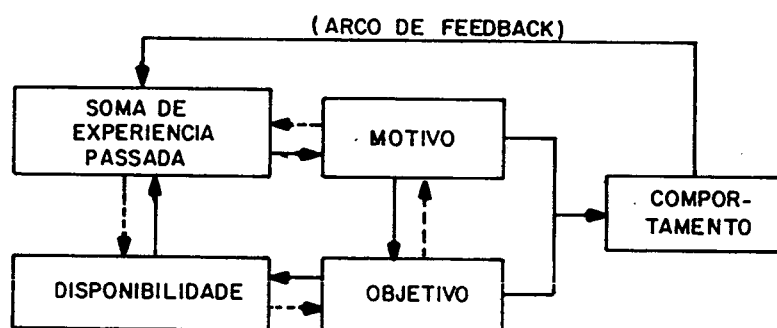 (ARCO DE FEEDBACK)
SOMA DE
EXPERIENCIA
PASSADA
MOTIVO
COMPOR-
TAMENTO
DISPONIBILIDADE
OBJETIVO